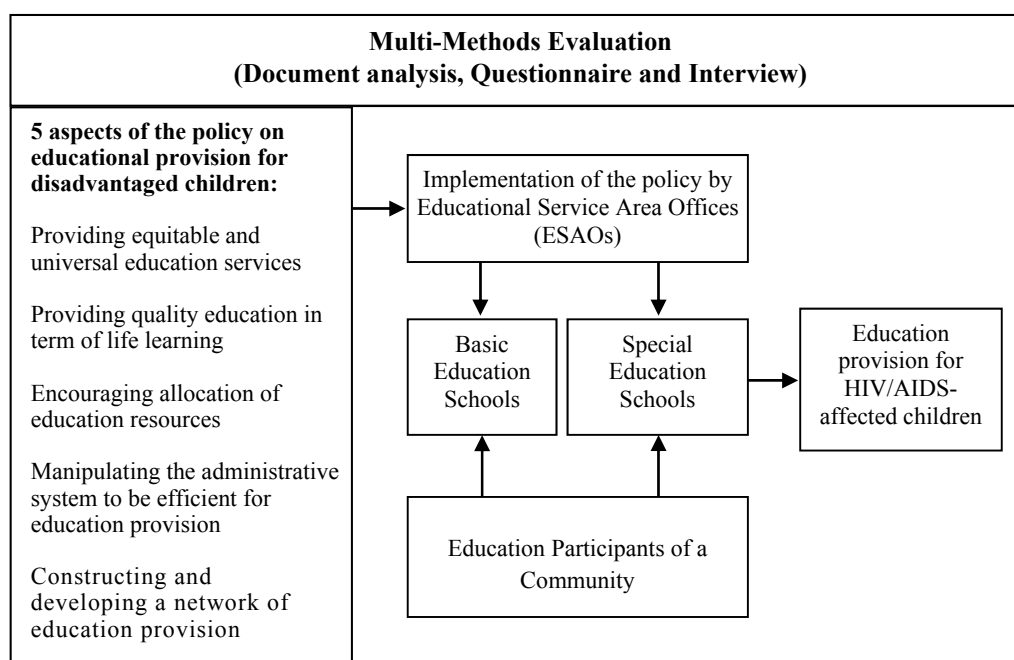 Multi-Methods Evaluation
(Document analysis, Questionnaire and Interview)
5 aspects of the policy on
educational provision for
disadvantaged children:
Providing equitable and
universal education services
Providing quality education in
term of life learning
Encouraging allocation of
education resources
Manipulating the administrative
system to be efficient for
education provision
Constructing and
developing a network of
education provision
Implementation of the policy by
Educational Service Area Offices
(ESAOs)
Basic
Education
Schools
Special
Education
Schools
Education
provision for
HIV/AIDS-
affected children
Education Participants of a
Community